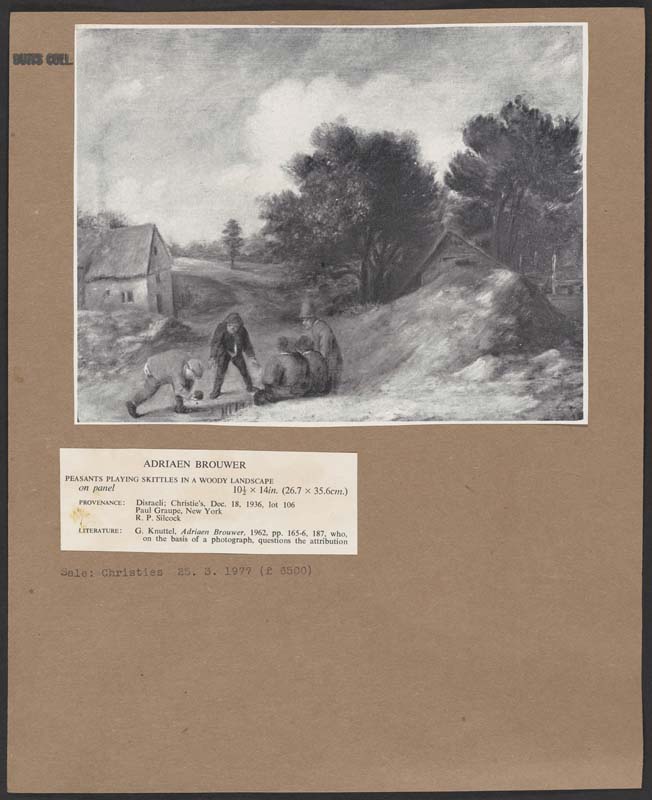 COLL.
ADRIAEN BROUWER
PEASANTS PLAYING SKITTLES IN A WOODY LANDSCAPE
on panel 10½ × 14in. (26.7 × 35.6cm.)
PROVENANCE: Disraeli; Christie's, Dec. 18, 1936, lot 106
Paul Graupe, New York
R. P. Silcock
LITERATURE: G. Knuttel, Adriaen Brouwer, 1962, pp. 165-6, 187, who,
on the basis of a photograph, questions the attribution
Sale: Christies 25. 3. 1977 (£ 6500)